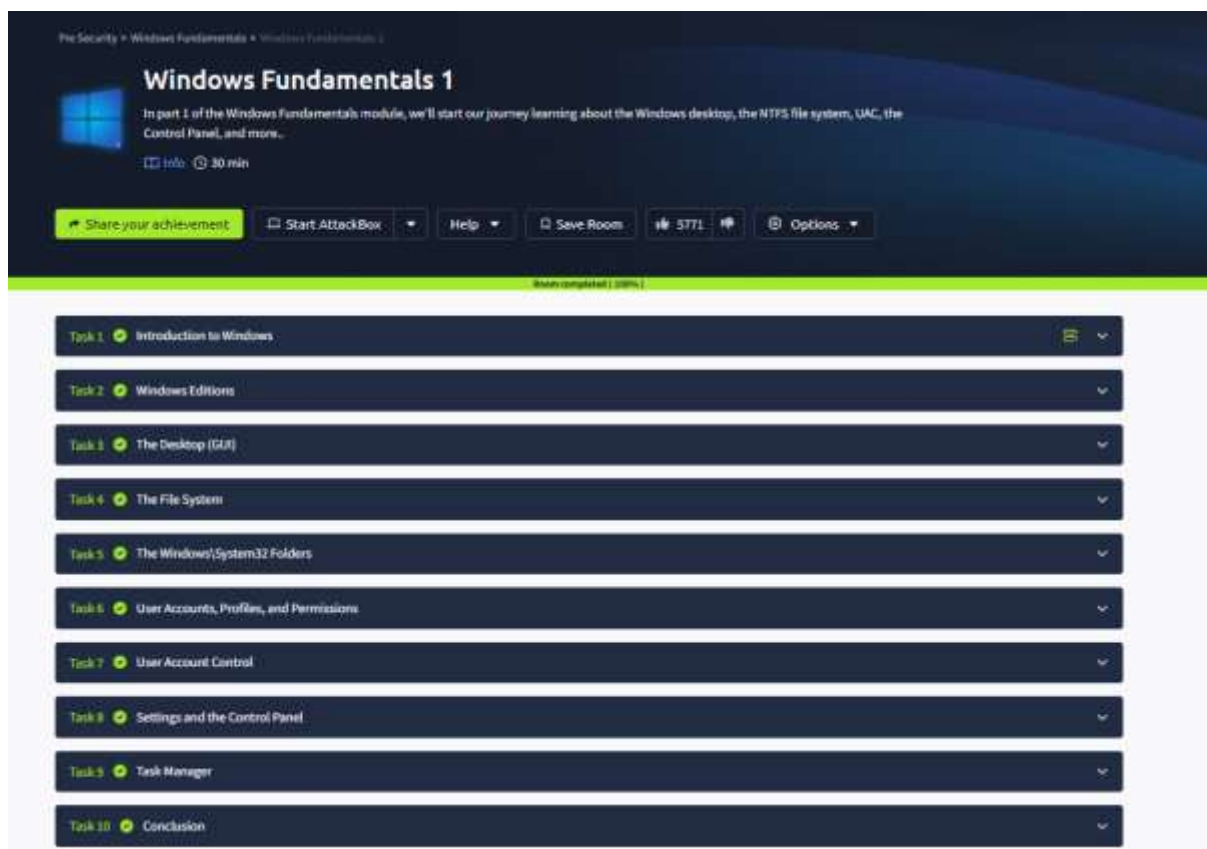 Pre Security > Windows Fundamentals > Windows Fundamentals 1
Windows Fundamentals 1
In part 1 of the Windows Fundamentals module, we'll start our journey learning about the Windows desktop, the NTFS file system, UAC, the
Control Panel, and more..
Info 30 min
Share your achievement Start AttackBox Help Save Room 5771 Options
Room completed ( 100% )
Task 1 Introduction to Windows
Task 2 Windows Editions
Task 3 The Desktop (GUI)
Task 4 The File System
Task 5 The Windows\System32 Folders
Task 6 User Accounts, Profiles, and Permissions
Task 7 User Account Control
Task 8 Settings and the Control Panel
Task 9 Task Manager
Task 10 Conclusion